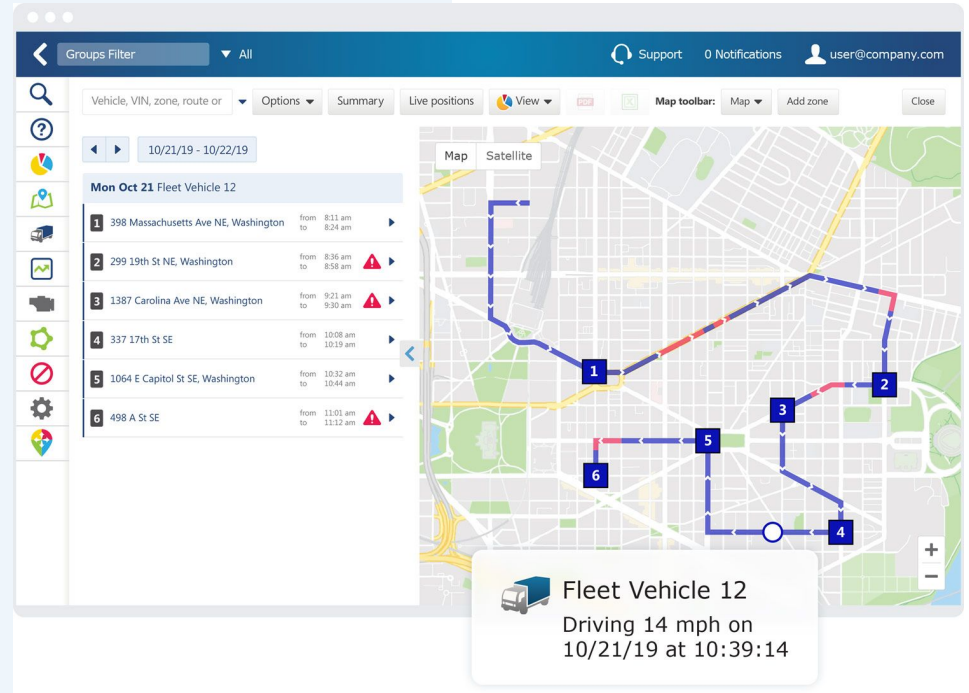 Groups Filter ▼ All Support 0 Notifications user@company.com
Vehicle, VIN, zone, route or Options Summary Live positions View PDF X Map toolbar: Map Add zone Close
10/21/19 - 10/22/19
Mon Oct 21 Fleet Vehicle 12
1 398 Massachusetts Ave NE, Washington from 8:11 am
to 8:24 am
2 299 19th St NE, Washington from 8:36 am
to 8:58 am
3 1387 Carolina Ave NE, Washington from 9:21 am
to 9:30 am
4 337 17th St SE from 10:08 am
to 10:19 am
5 1064 E Capitol St SE, Washington from 10:32 am
to 10:44 am
6 498 A St SE from 11:01 am
to 11:12 am
Map Satellite
1
2
3
5
6
4
+
−
Fleet Vehicle 12
Driving 14 mph on
10/21/19 at 10:39:14